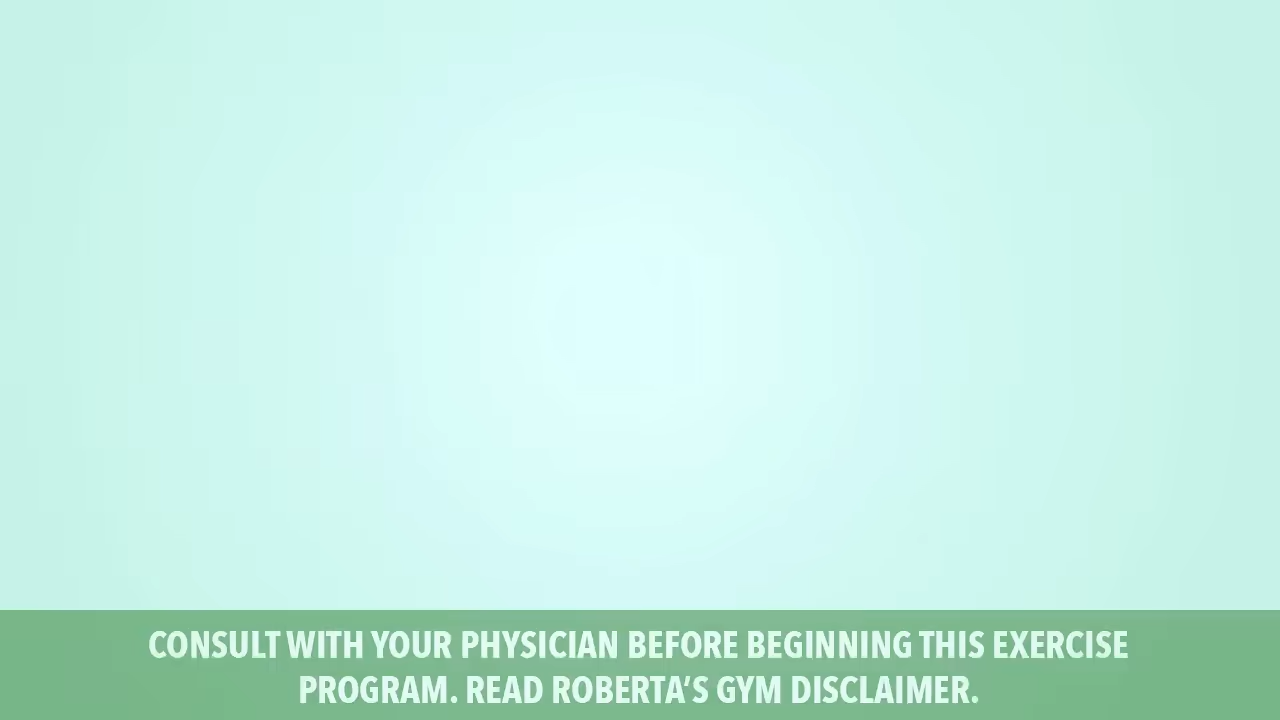 CONSULT WITH YOUR PHYSICIAN BEFORE BEGINNING THIS EXERCISE
PROGRAM. READ ROBERTA’S GYM DISCLAIMER.